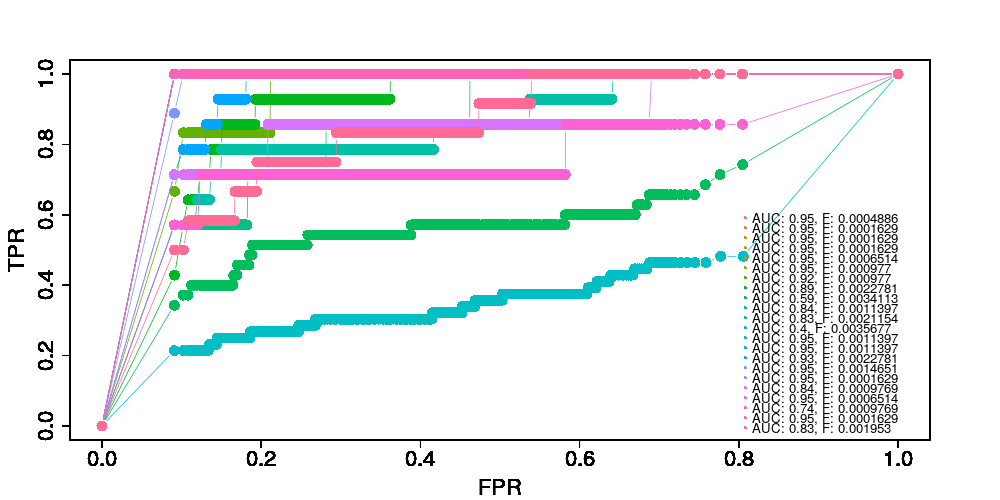 1.0
0.8
0.6
0.4
0.2
0.0
TPR
0.0 0.2 0.4 0.6 0.8 1.0
FPR
AUC: 0.95, F: 0.0004886
AUC: 0.95, F: 0.0001629
AUC: 0.95, F: 0.0001629
AUC: 0.95, F: 0.0001629
AUC: 0.95, F: 0.0006514
AUC: 0.95, F: 0.000977
AUC: 0.92, F: 0.000977
AUC: 0.89, F: 0.0022781
AUC: 0.59, F: 0.0034113
AUC: 0.84, F: 0.0011397
AUC: 0.83, F: 0.0021154
AUC: 0.4, F: 0.0035677
AUC: 0.95, F: 0.0011397
AUC: 0.95, F: 0.0011397
AUC: 0.93, F: 0.0022781
AUC: 0.95, F: 0.0014651
AUC: 0.95, F: 0.0001629
AUC: 0.84, F: 0.0009769
AUC: 0.95, F: 0.0006514
AUC: 0.74, F: 0.0009769
AUC: 0.95, F: 0.0001629
AUC: 0.83, F: 0.001953